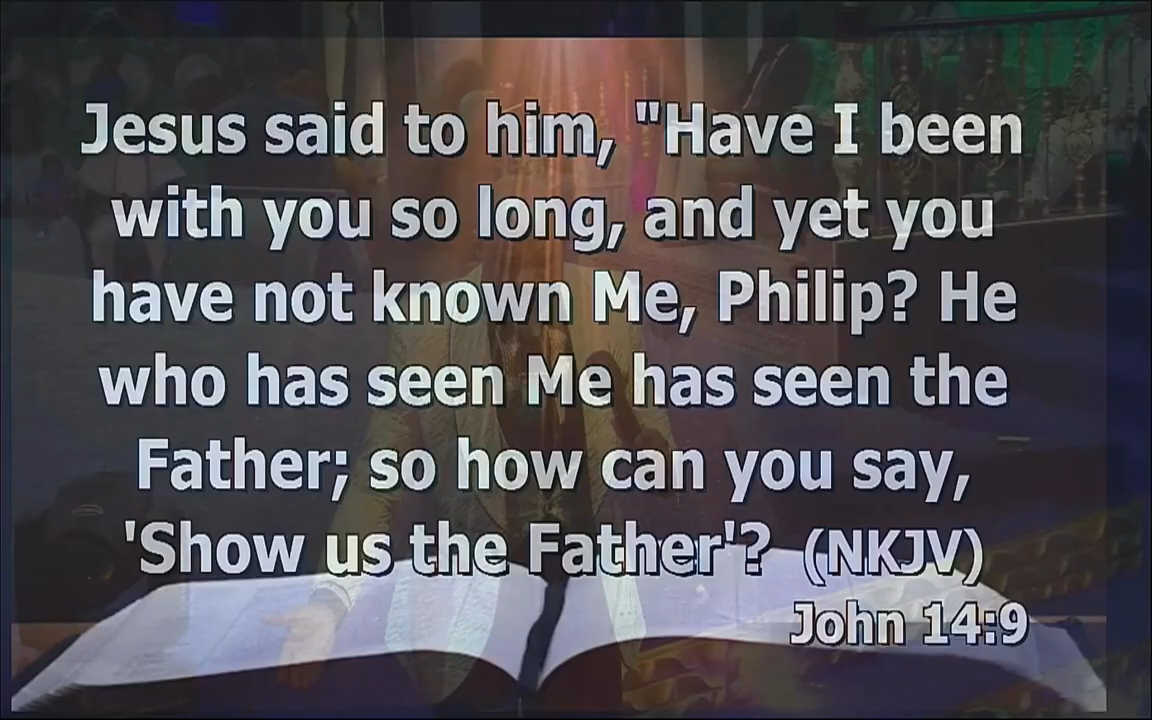 Jesus said to him, "Have I been
with you so long, and yet you
have not known Me, Philip? He
who has seen Me has seen the
Father; so how can you say,
'Show us the Father'? (NKJV)
John 14:9